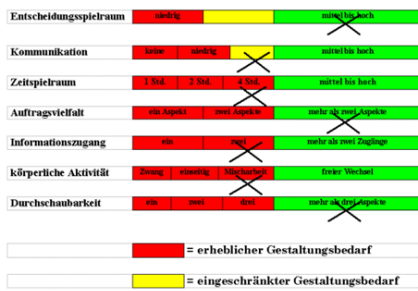 Entscheidungsspielraum niedrig mittel bis hoch
Kommunikation keine niedrig mittel bis hoch
Zeitspielraum 1 Std. 2 Std. 4 Std. mittel bis hoch
Auftragsvielfalt ein Aspekt zwei Aspekte mehr als zwei Aspekte
Informationszugang ein zwei mehr als zwei Zugänge
körperliche Aktivität Zwang einseitig Mischarbeit freier Wechsel
Durchschaubarkeit ein zwei drei mehr als drei Aspekte
= erheblicher Gestaltungsbedarf
= eingeschränkter Gestaltungsbedarf